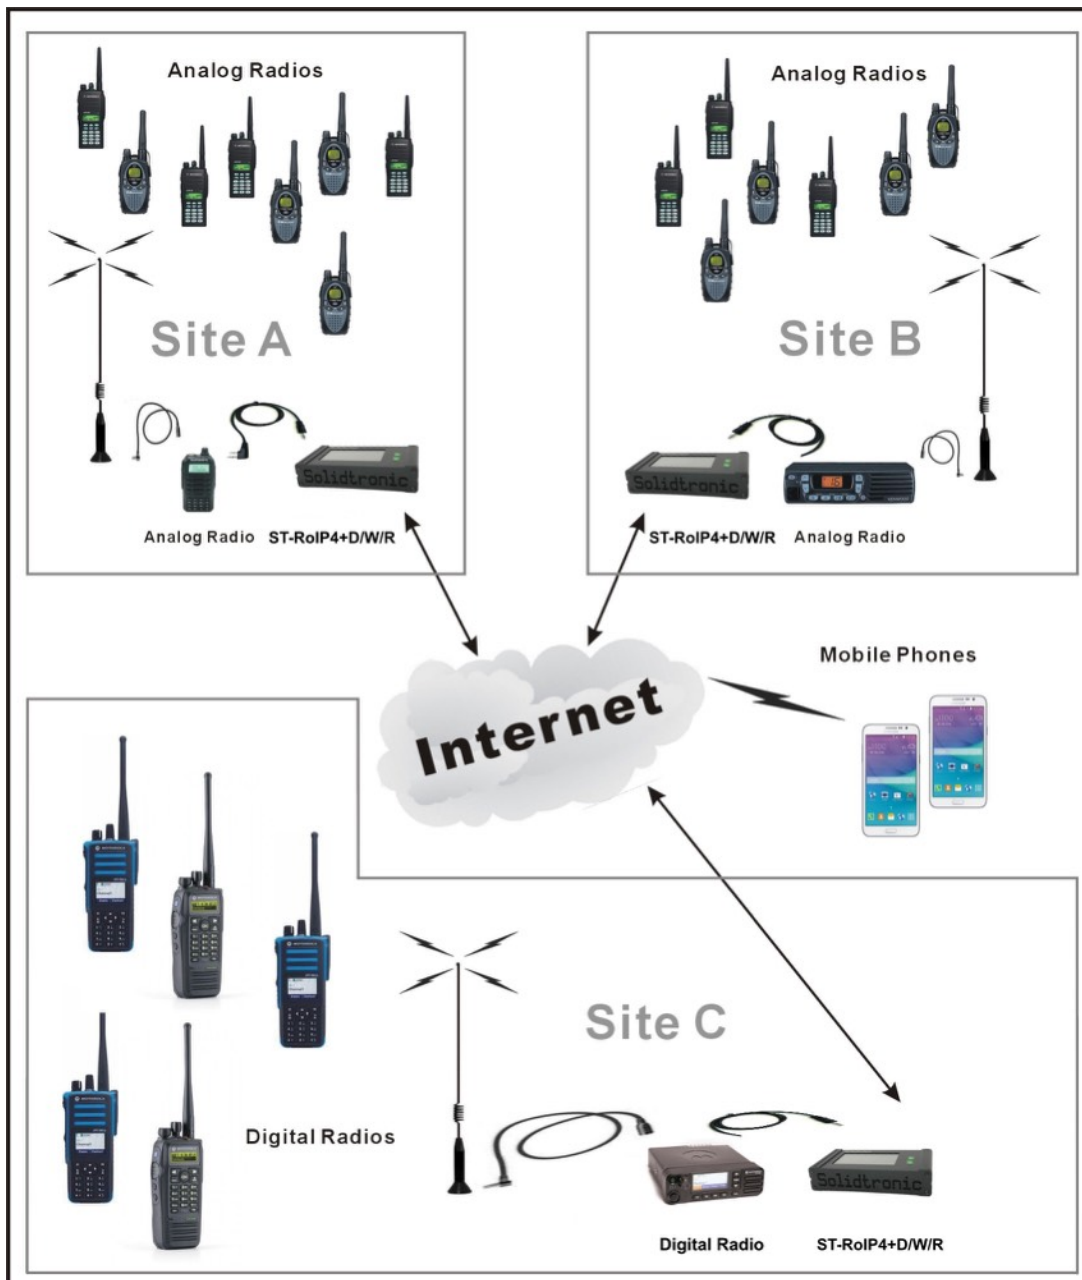 Analog Radios
Analog Radios
Site A
Site B
Solidtronic
Solidtronic
16
Analog Radio
ST-RoIP4+D/W/R
ST-RoIP4+D/W/R
Analog Radio
Mobile Phones
Internet
Site C
Digital Radios
Solidtronic
Digital Radio
ST-RoIP4+D/W/R